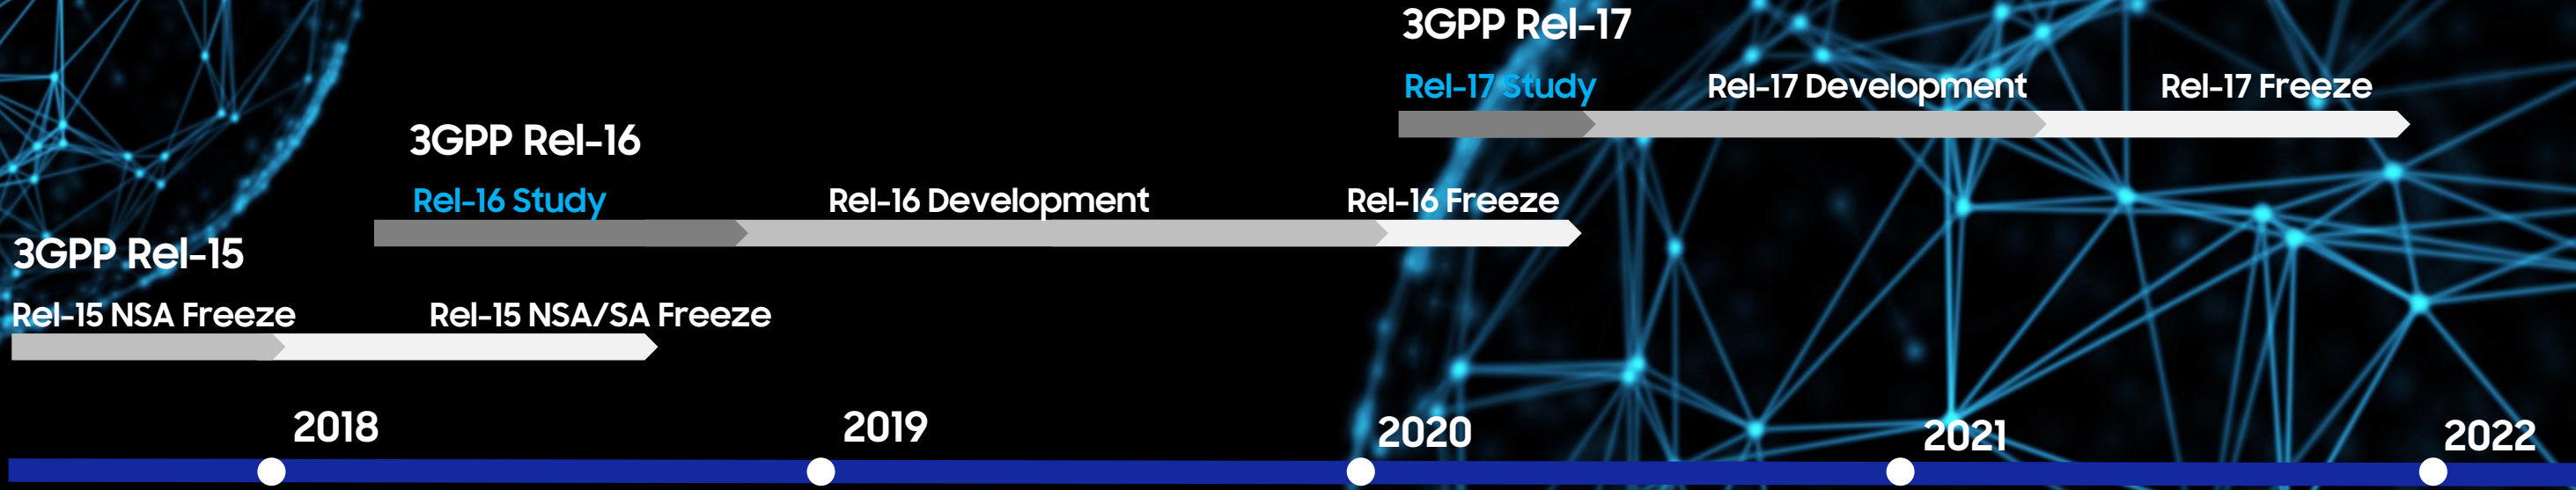 3GPP Rel-17
Rel-17 Study Rel-17 Development Rel-17 Freeze
3GPP Rel-16
Rel-16 Study Rel-16 Development Rel-16 Freeze
3GPP Rel-15
Rel-15 NSA Freeze Rel-15 NSA/SA Freeze
2018 2019 2020 2021 2022